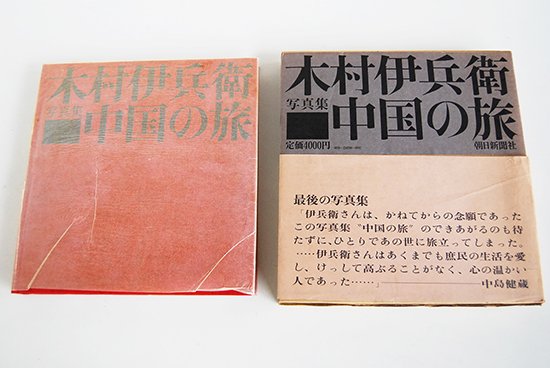 木村伊兵衛
写真集
中国の旅
木村伊兵衛
写真集
中国の旅
定価4000円
朝日新聞社
最後の写真集
「伊兵衛さんは、かねてからの念願であった
この写真集〝中国の旅〟のできあがるのも待
たずに、ひとりであの世に旅立ってしまった。
……伊兵衛さんはあくまでも庶民の生活を愛
し、けっして高ぶることがなく、心の温かい
人であった……」――中島健蔵